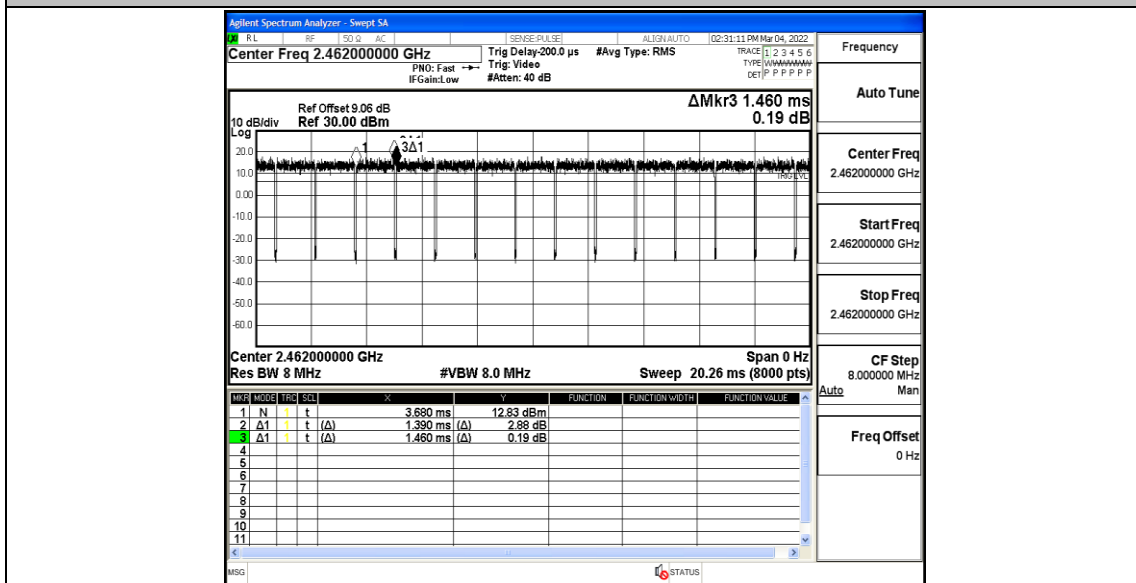 Agilent Spectrum Analyzer - Swept SA
RL RF 50 Ω AC SENSE:PULSE ALIGN AUTO 02:31:11 PM Mar 04, 2022
Center Freq 2.462000000 GHz
PNO: Fast
IFGain:Low
Trig Delay-200.0 µs
Trig: Video
#Atten: 40 dB
#Avg Type: RMS
TRACE 1 2 3 4 5 6
TYPE
DET P P P P P P
Frequency
Auto Tune
Center Freq
2.462000000 GHz
Start Freq
2.462000000 GHz
Stop Freq
2.462000000 GHz
CF Step
8.000000 MHz
Auto Man
Freq Offset
0 Hz
ΔMkr3 1.460 ms
0.19 dB
Ref Offset 9.06 dB
10 dB/div Ref 30.00 dBm
Log
1
3Δ1
20.0
10.0
TRIG LVL
0.00
-10.0
-20.0
-30.0
-40.0
-50.0
-60.0
Center 2.462000000 GHz Span 0 Hz
Res BW 8 MHz #VBW 8.0 MHz Sweep 20.26 ms (8000 pts)
MKR MODE TRC SCL X Y FUNCTION FUNCTION WIDTH FUNCTION VALUE
1 N 1 t 3.680 ms 12.83 dBm
2 Δ1 1 t (Δ) 1.390 ms (Δ) 2.88 dB
3 Δ1 1 t (Δ) 1.460 ms (Δ) 0.19 dB
4
5
6
7
8
9
10
11
MSG STATUS